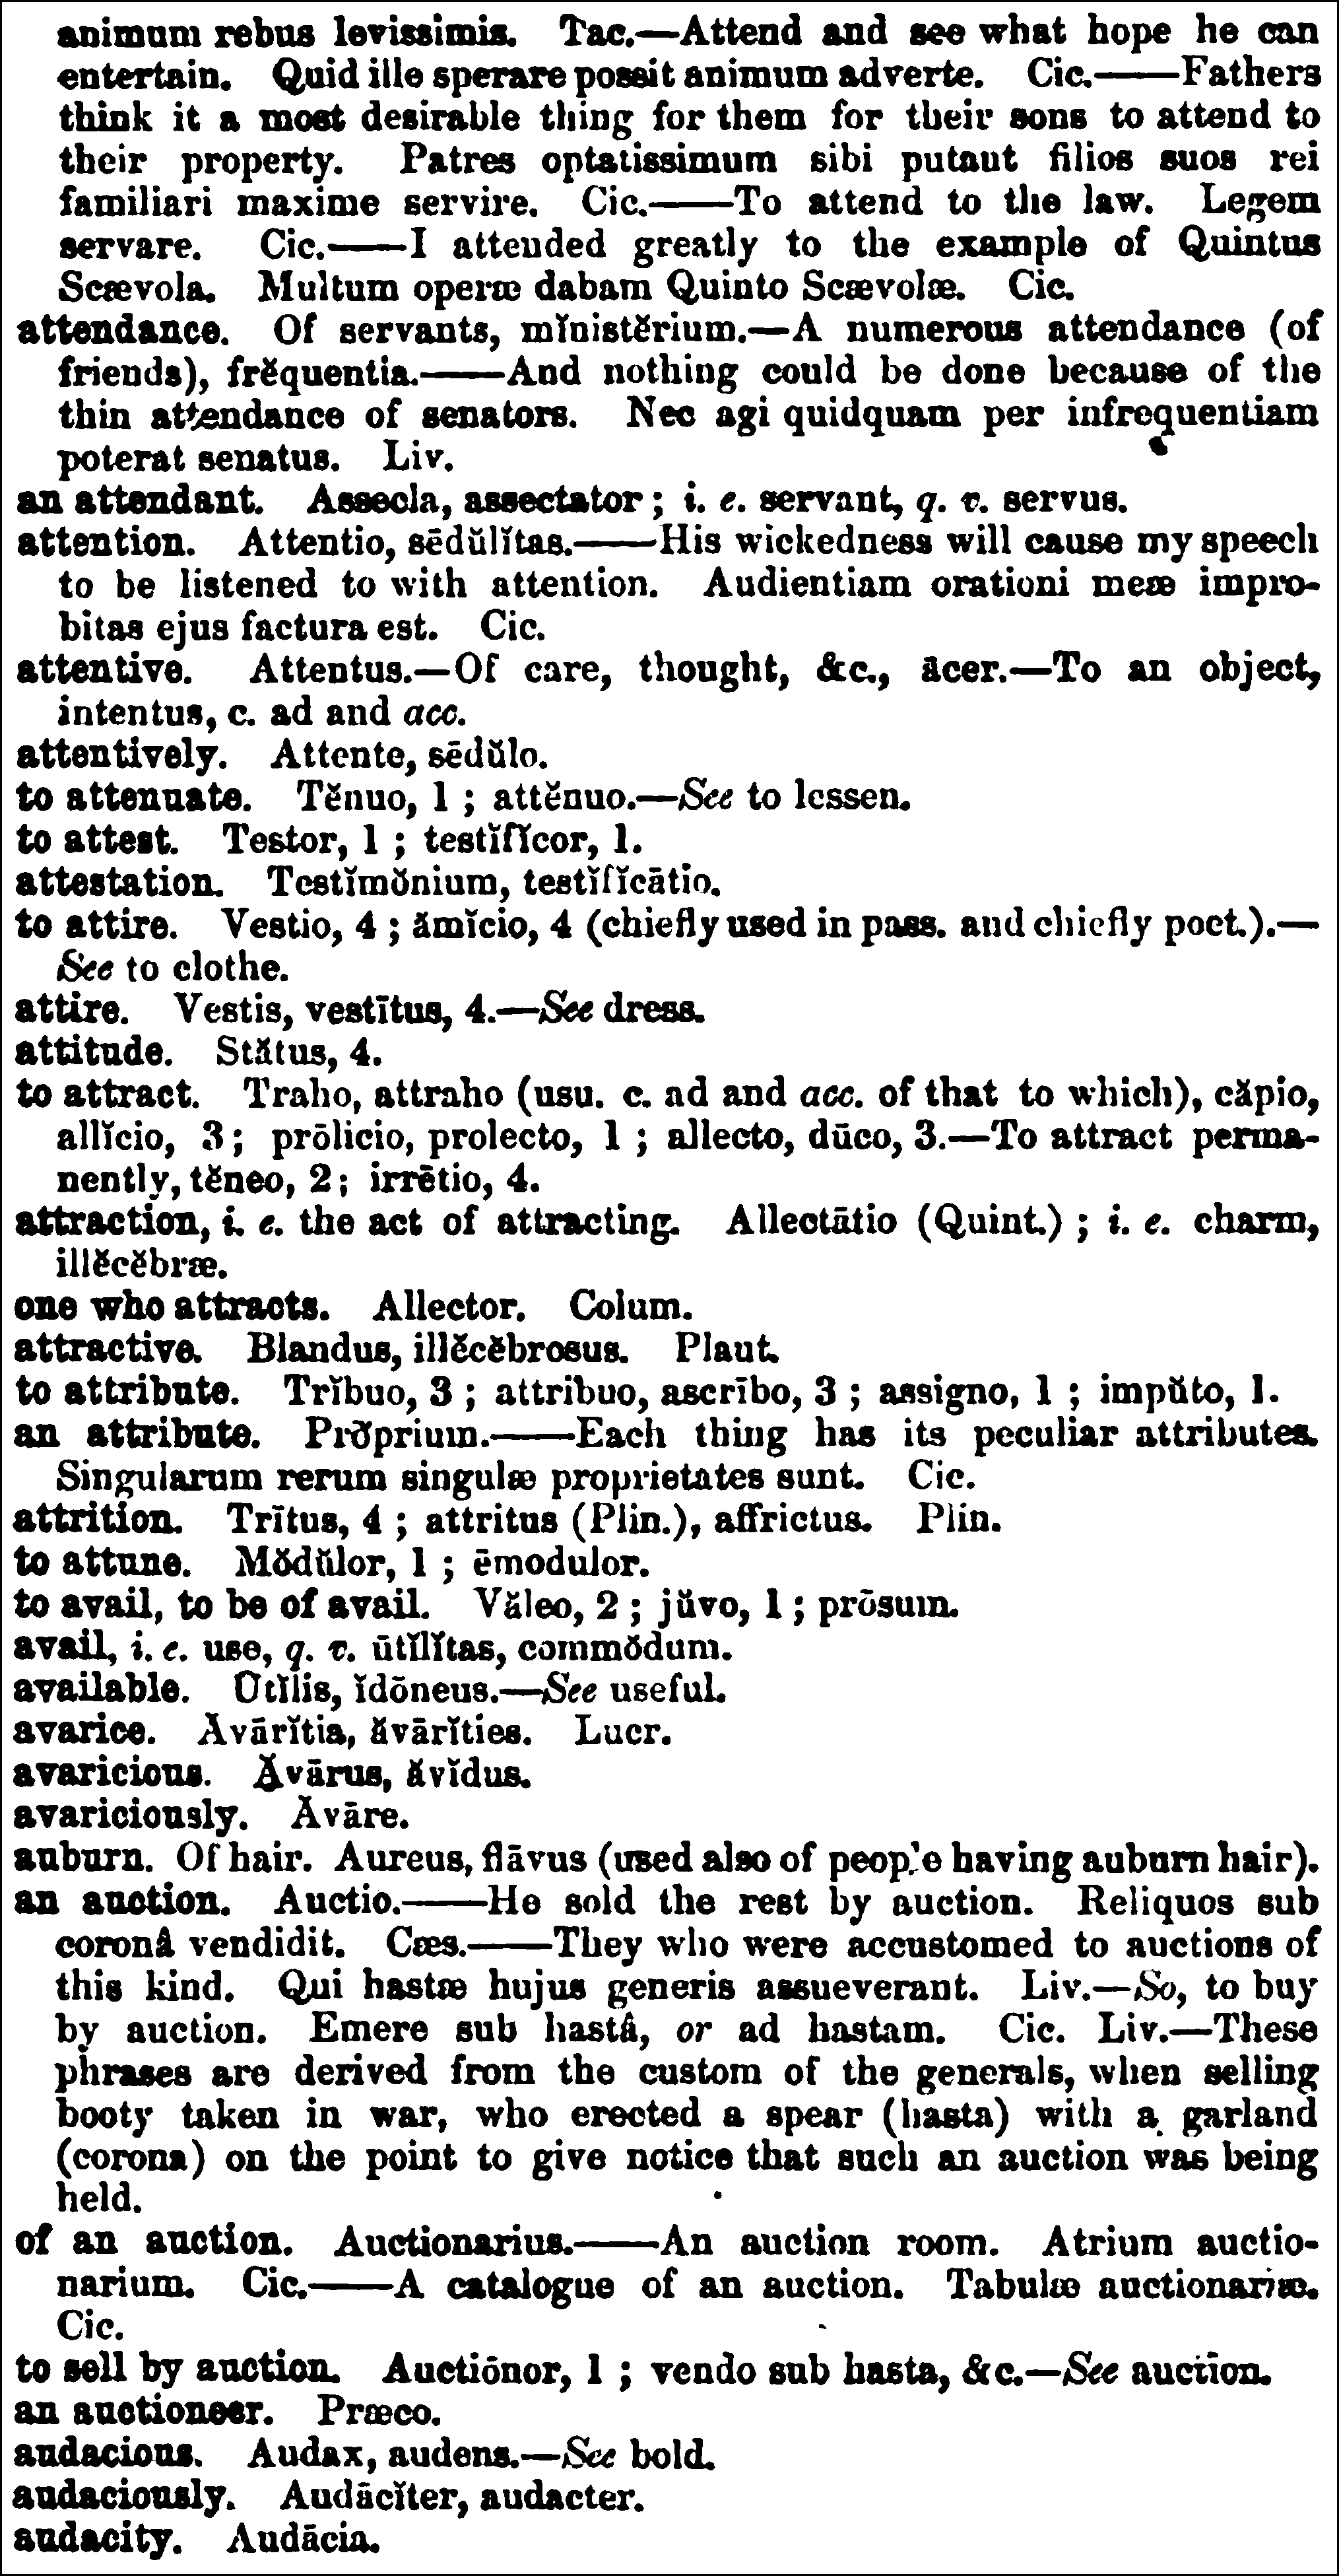 animum rebus levissimis. Tac.—Attend and see what hope he can
entertain. Quid ille sperare possit animum adverte. Cic.——Fathers
think it a most desirable thing for them for their sons to attend to
their property. Patres optatissimum sibi putant filios suos rei
familiari maxime servire. Cic.——To attend to the law. Legem
servare. Cic.——I attended greatly to the example of Quintus
Scævola. Multum operæ dabam Quinto Scævolæ. Cic.
attendance. Of servants, mĭnistĕrium.—A numerous attendance (of
friends), frĕquentia.——And nothing could be done because of the
thin attendance of senators. Nec agi quidquam per infrequentiam
poterat senatus. Liv.
an attendant. Assecla, assectator; i. e. servant, q. v. servus.
attention. Attentio, sēdŭlĭtas.——His wickedness will cause my speech
to be listened to with attention. Audientiam orationi meæ impro-
bitas ejus factura est. Cic.
attentive. Attentus.—Of care, thought, &c., ācer.—To an object,
intentus, c. ad and acc.
attentively. Attente, sēdŭlo.
to attenuate. Tĕnuo, 1; attĕnuo.—See to lessen.
to attest. Testor, 1; testĭfĭcor, 1.
attestation. Testĭmŏnium, testĭfĭcātio.
to attire. Vestio, 4; ămĭcio, 4 (chiefly used in pass. and chiefly poet.).—
See to clothe.
attire. Vestis, vestītus, 4.—See dress.
attitude. Stătus, 4.
to attract. Traho, attraho (usu. c. ad and acc. of that to which), căpio,
allĭcio, 3; prōlicio, prolecto, 1; allecto, dūco, 3.—To attract perma-
nently, tĕneo, 2; irrētio, 4.
attraction, i. e. the act of attracting. Allectātio (Quint.); i. e. charm,
illĕcĕbræ.
one who attracts. Allector. Colum.
attractive. Blandus, illĕcĕbrosus. Plaut.
to attribute. Trĭbuo, 3; attribuo, ascrībo, 3; assigno, 1; impŭto, 1.
an attribute. Prŏprium.——Each thing has its peculiar attributes.
Singularum rerum singulæ proprietates sunt. Cic.
attrition. Trītus, 4; attritus (Plin.), affrictus. Plin.
to attune. Mŏdŭlor, 1; ēmodulor.
to avail, to be of avail. Văleo, 2; jŭvo, 1; prōsum.
avail, i. e. use, q. v. ūtĭlĭtas, commŏdum.
available. Ūtĭlis, ĭdōneus.—See useful.
avarice. Ăvārĭtia, ăvārĭties. Lucr.
avaricious. Ăvārus, ăvĭdus.
avariciously. Ăvāre.
auburn. Of hair. Aureus, flāvus (used also of people having auburn hair).
an auction. Auctio.——He sold the rest by auction. Reliquos sub
coronâ vendidit. Cæs.——They who were accustomed to auctions of
this kind. Qui hastæ hujus generis assueverant. Liv.—So, to buy
by auction. Emere sub hastâ, or ad hastam. Cic. Liv.—These
phrases are derived from the custom of the generals, when selling
booty taken in war, who erected a spear (hasta) with a garland
(corona) on the point to give notice that such an auction was being
held.
of an auction. Auctionarius.——An auction room. Atrium auctio-
narium. Cic.——A catalogue of an auction. Tabulæ auctionariæ.
Cic.
to sell by auction. Auctiōnor, 1; vendo sub hasta, &c.—See auction.
an auctioneer. Præco.
audacious. Audax, audens.—See bold.
audaciously. Audācĭter, audacter.
audacity. Audācia.